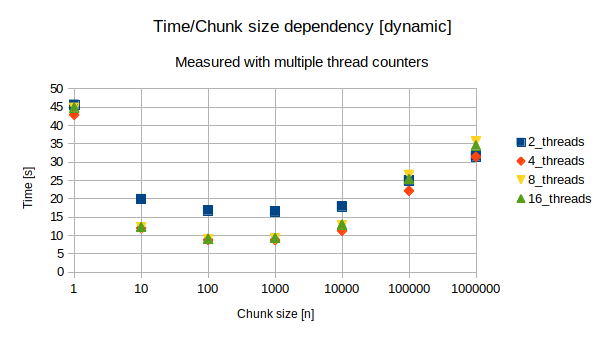 Time/Chunk size dependency [dynamic]
Measured with multiple thread counters
50
45
40
35
30
25
20
15
10
5
0
Time [s]
1 10 100 1000 10000 100000 1000000
Chunk size [n]
2_threads
4_threads
8_threads
16_threads